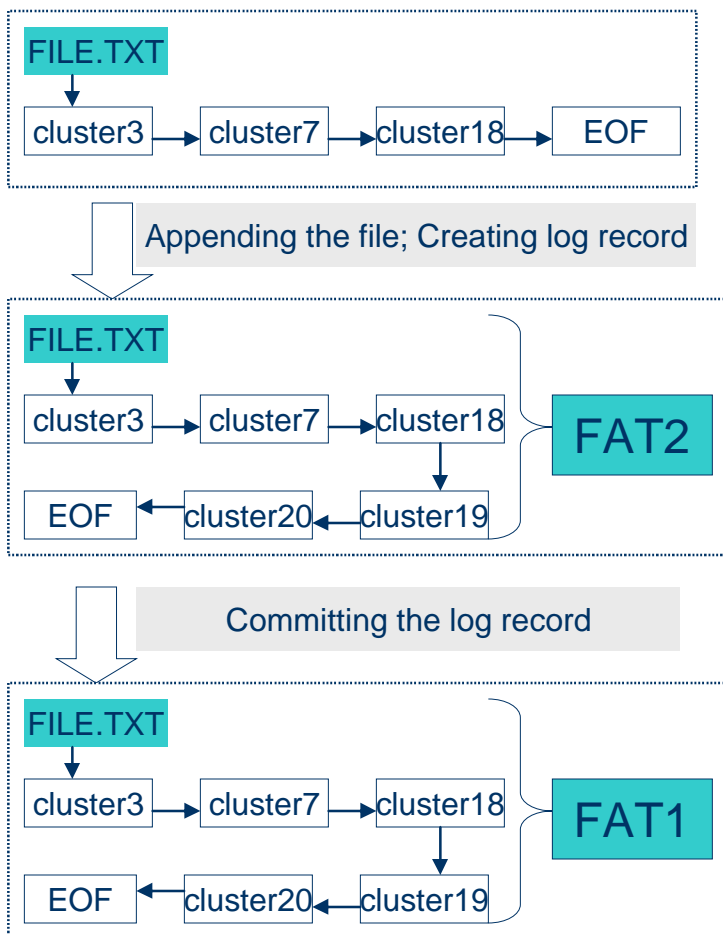 FILE.TXT
cluster3 cluster7 cluster18 EOF
Appending the file; Creating log record
FILE.TXT
cluster3 cluster7 cluster18
FAT2
EOF cluster20 cluster19
Committing the log record
FILE.TXT
cluster3 cluster7 cluster18
FAT1
EOF cluster20 cluster19